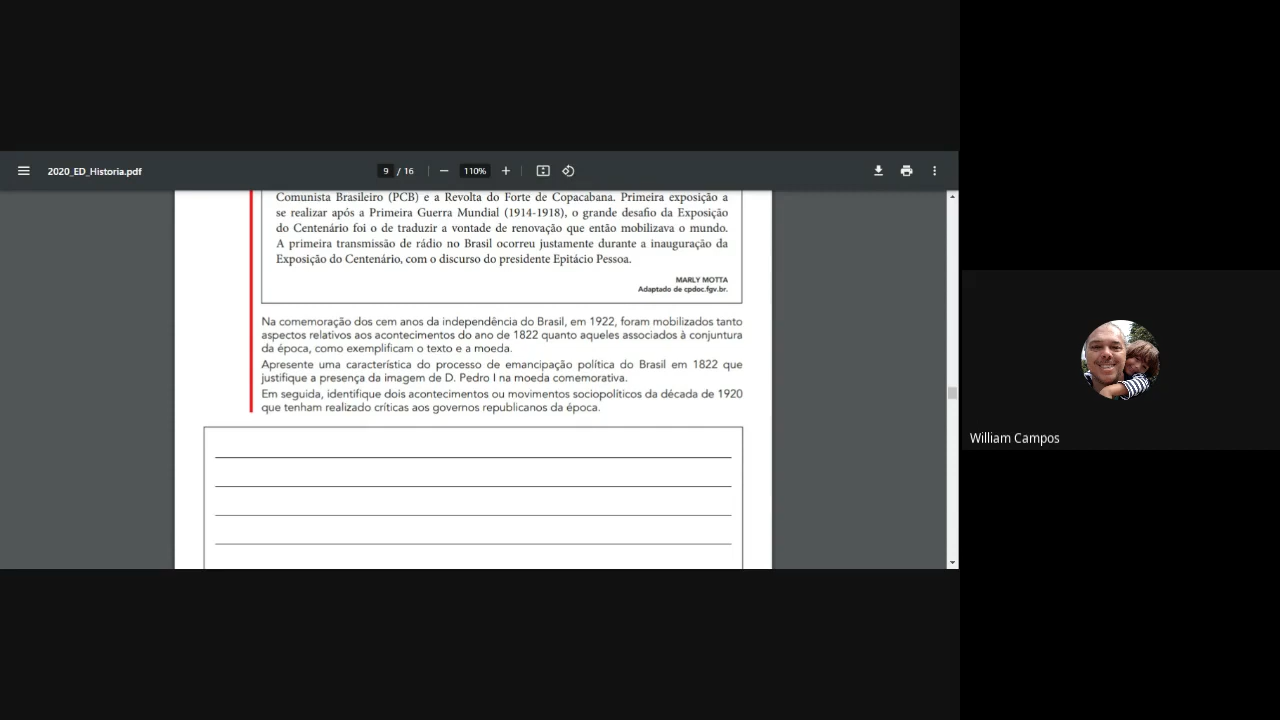 2020_ED_Historia.pdf
9 / 16
110%
Comunista Brasileiro (PCB) e a Revolta do Forte de Copacabana. Primeira exposição a
se realizar após a Primeira Guerra Mundial (1914-1918), o grande desafio da Exposição
do Centenário foi o de traduzir a vontade de renovação que então mobilizava o mundo.
A primeira transmissão de rádio no Brasil ocorreu justamente durante a inauguração da
Exposição do Centenário, com o discurso do presidente Epitácio Pessoa.
MARLY MOTTA
Adaptado de cpdoc.fgv.br.
Na comemoração dos cem anos da independência do Brasil, em 1922, foram mobilizados tanto
aspectos relativos aos acontecimentos do ano de 1822 quanto aqueles associados à conjuntura
da época, como exemplificam o texto e a moeda.
Apresente uma característica do processo de emancipação política do Brasil em 1822 que
justifique a presença da imagem de D. Pedro I na moeda comemorativa.
Em seguida, identifique dois acontecimentos ou movimentos sociopolíticos da década de 1920
que tenham realizado críticas aos governos republicanos da época.
William Campos